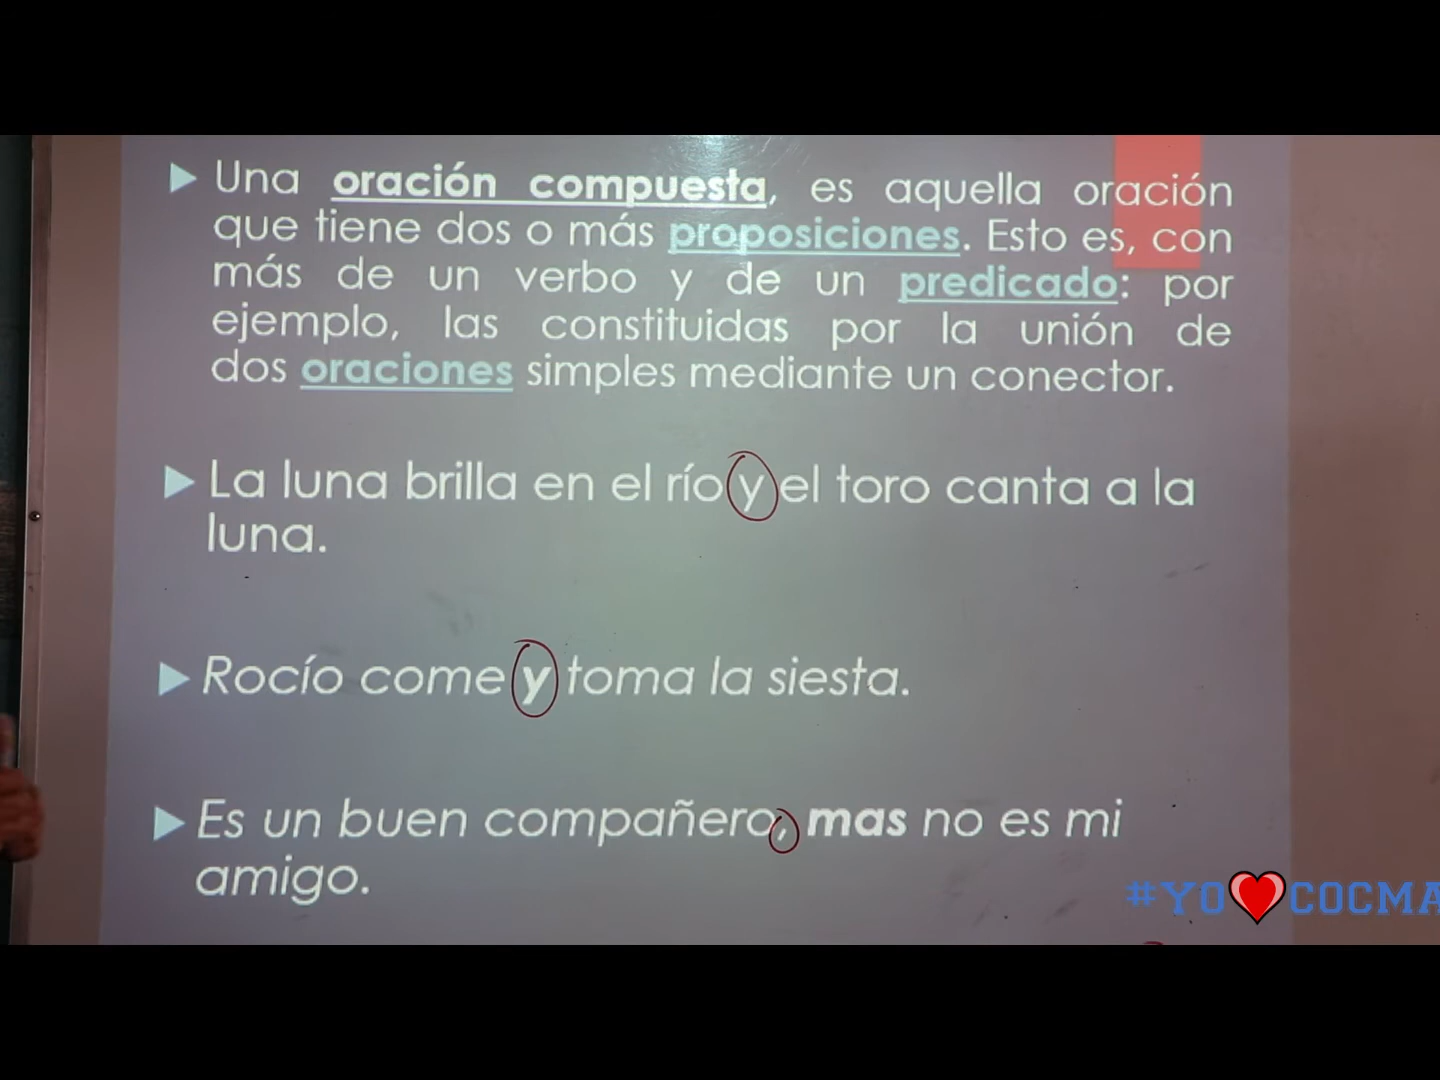 Una oración compuesta, es aquella oración
que tiene dos o más proposiciones. Esto es, con
más de un verbo y de un predicado: por
ejemplo, las constituidas por la unión de
dos oraciones simples mediante un conector.
La luna brilla en el río y el toro canta a la
luna.
Rocío come y toma la siesta.
Es un buen compañero, mas no es mi
amigo.
#YO❤COCMA